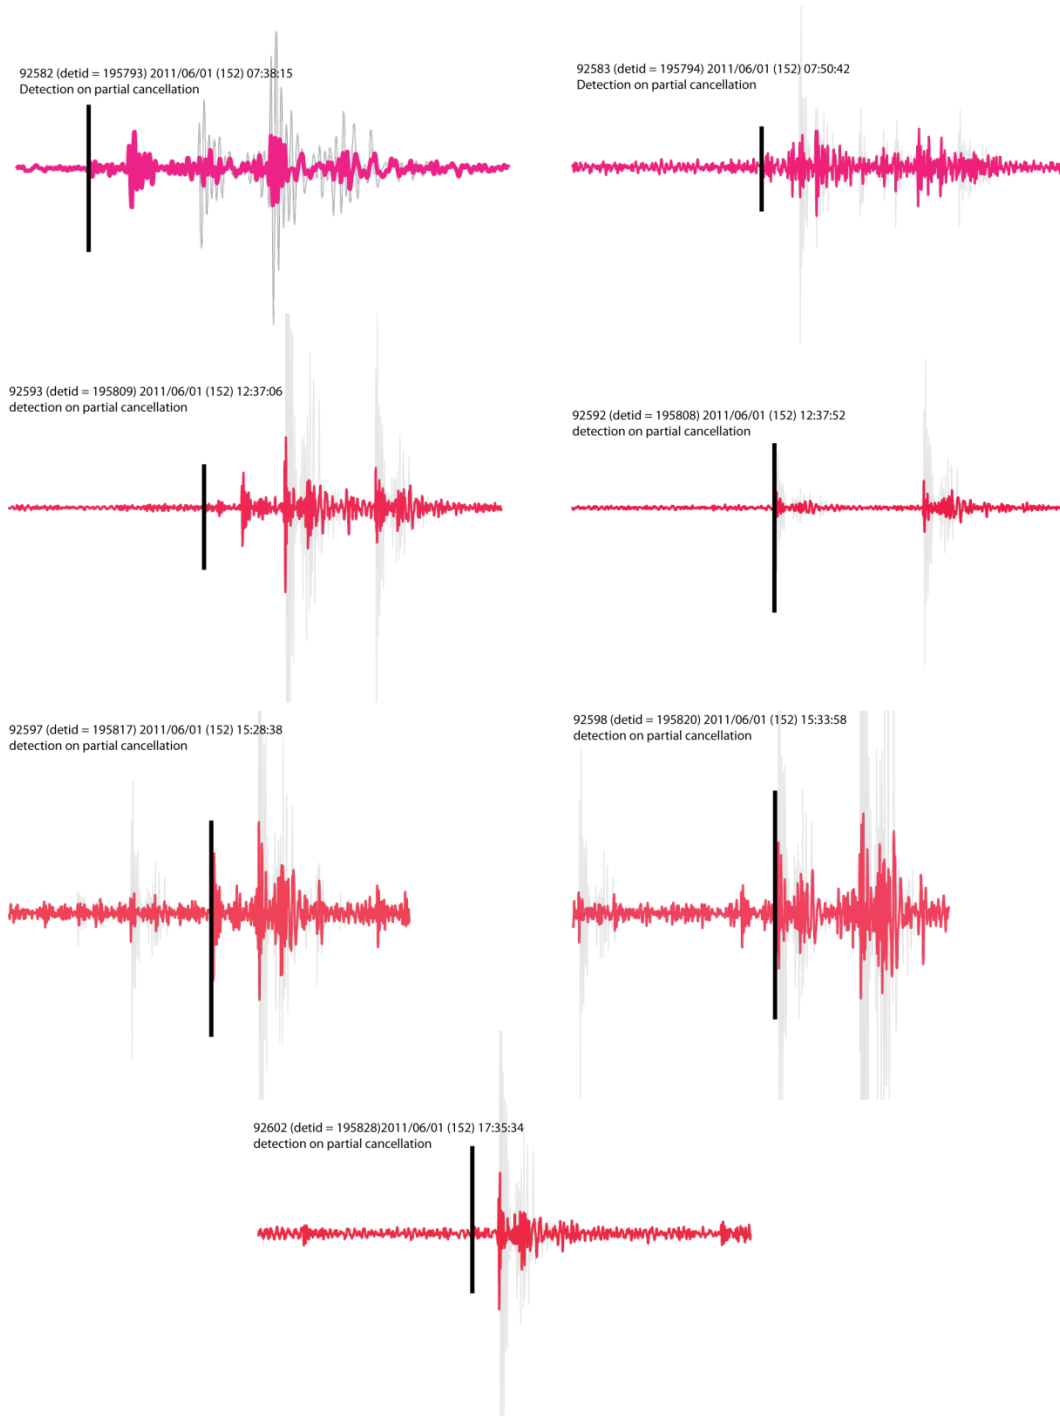 92582 (detid = 195793) 2011/06/01 (152) 07:38:15
Detection on partial cancellation
92583 (detid = 195794) 2011/06/01 (152) 07:50:42
Detection on partial cancellation
92593 (detid = 195809) 2011/06/01 (152) 12:37:06
detection on partial cancellation
92592 (detid = 195808) 2011/06/01 (152) 12:37:52
detection on partial cancellation
92597 (detid = 195817) 2011/06/01 (152) 15:28:38
detection on partial cancellation
92598 (detid = 195820) 2011/06/01 (152) 15:33:58
detection on partial cancellation
92602 (detid = 195828)2011/06/01 (152) 17:35:34
detection on partial cancellation